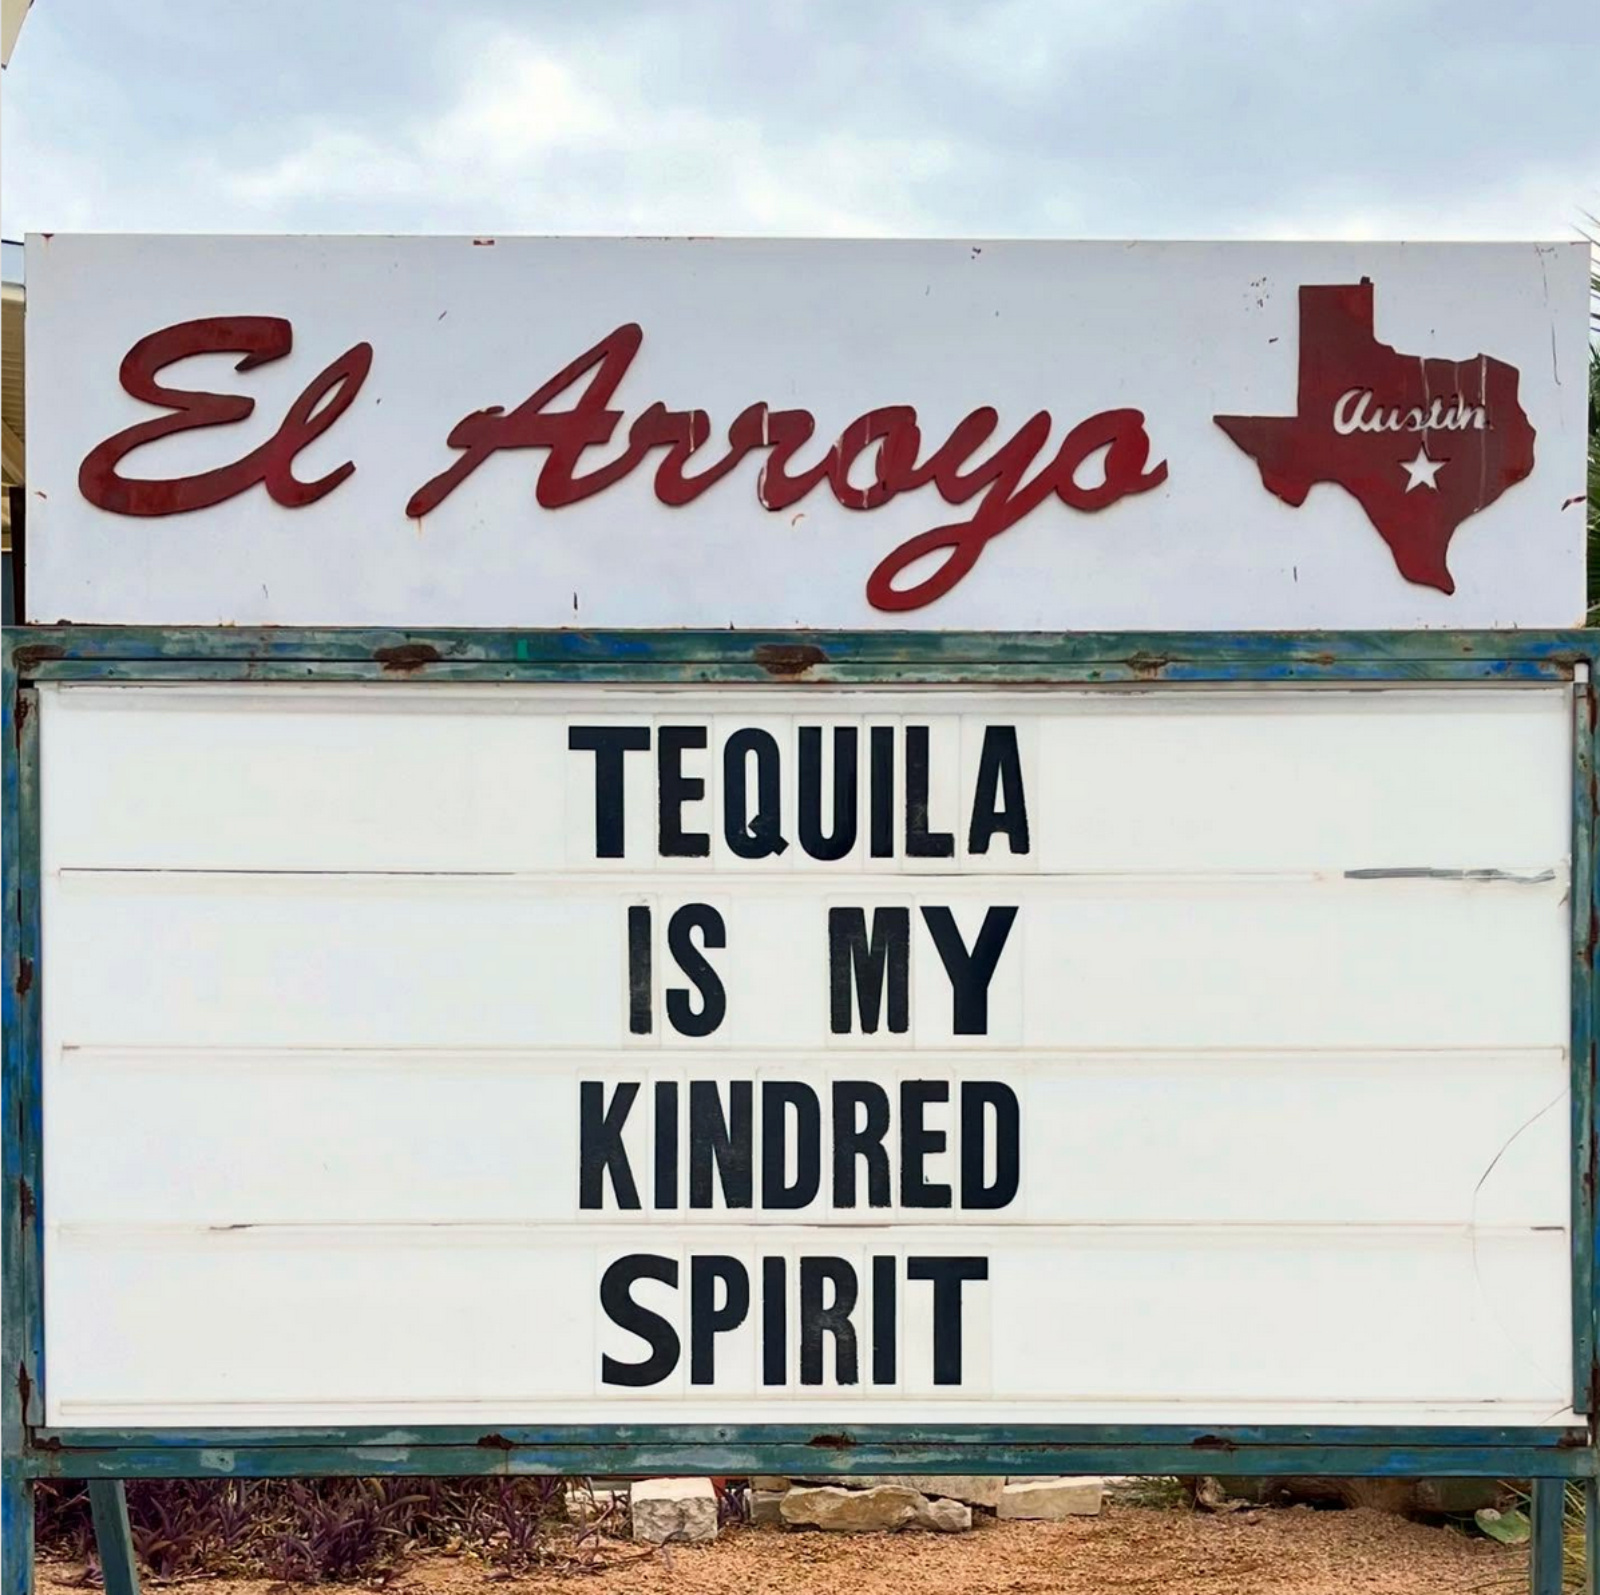 El Arroyo
Austin
TEQUILA
IS MY
KINDRED
SPIRIT